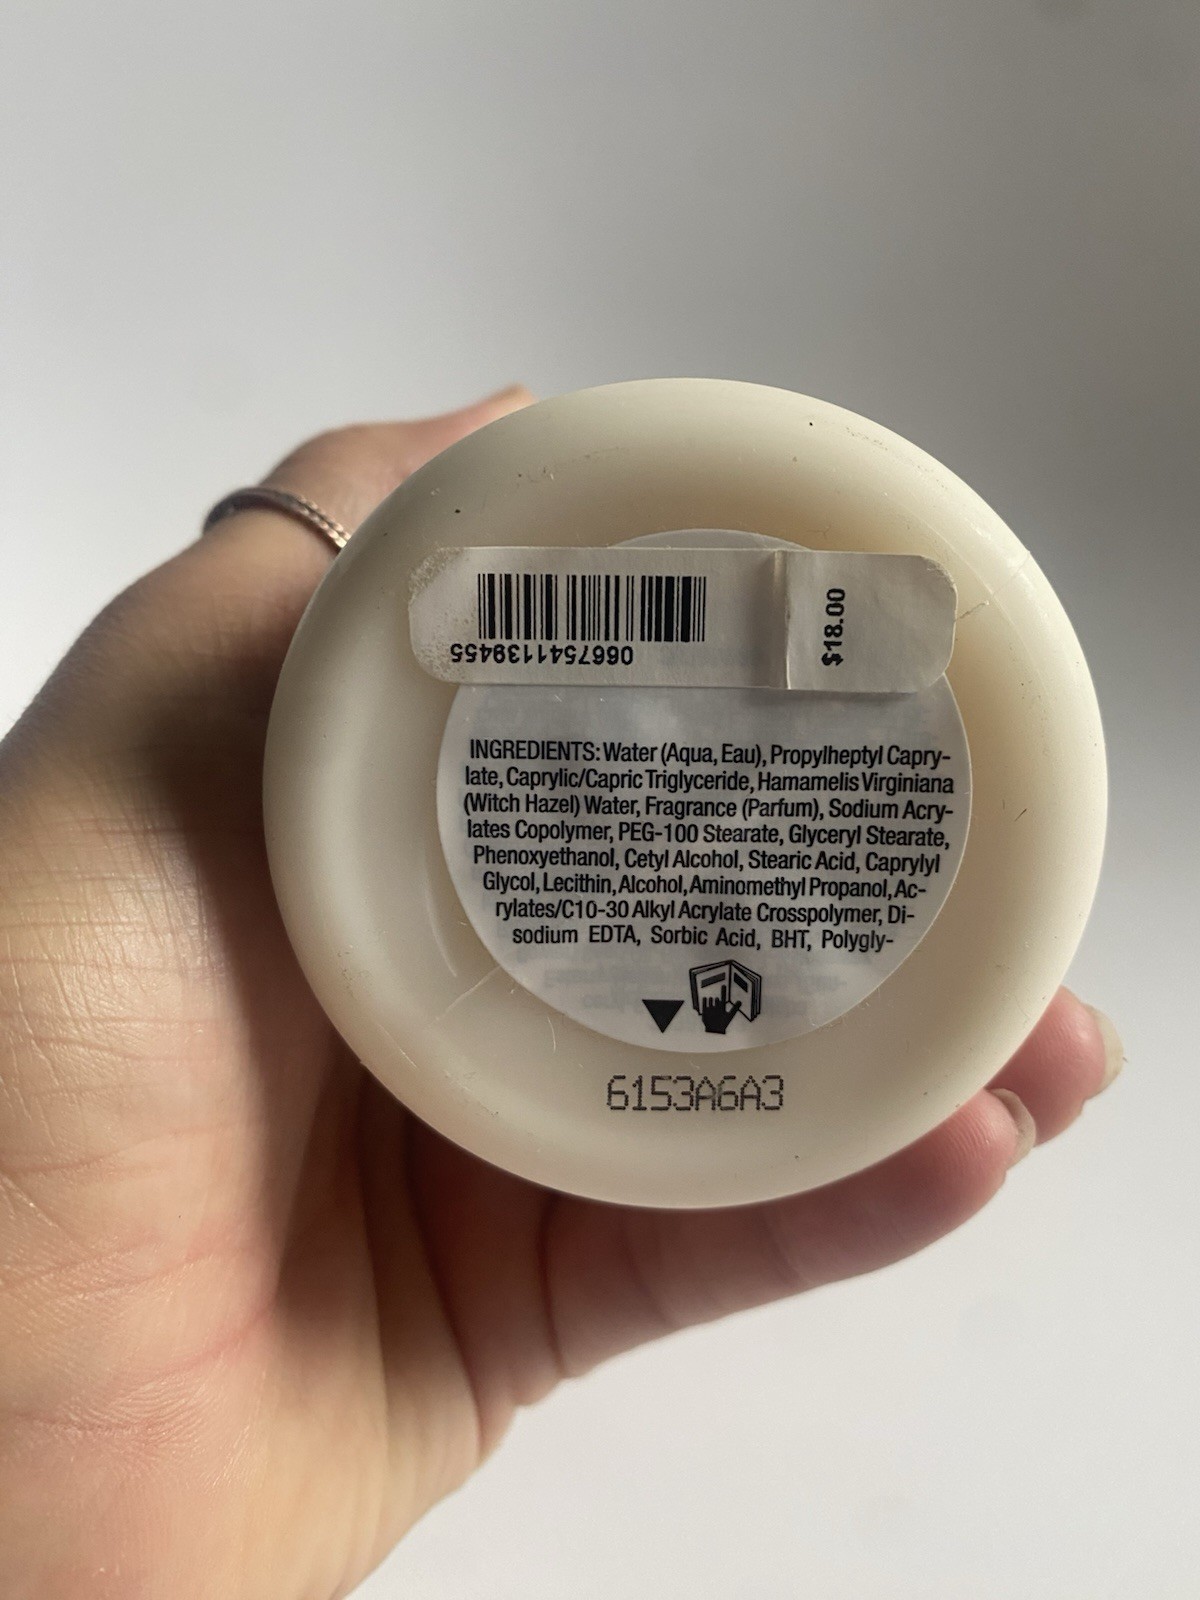 0667541139455
$18.00
INGREDIENTS: Water (Aqua, Eau), Propylheptyl Capry-
late, Caprylic/Capric Triglyceride, Hamamelis Virginiana
(Witch Hazel) Water, Fragrance (Parfum), Sodium Acry-
lates Copolymer, PEG-100 Stearate, Glyceryl Stearate,
Phenoxyethanol, Cetyl Alcohol, Stearic Acid, Caprylyl
Glycol, Lecithin, Alcohol, Aminomethyl Propanol, Ac-
rylates/C10-30 Alkyl Acrylate Crosspolymer, Di-
sodium EDTA, Sorbic Acid, BHT, Polygly-
6153A6A3